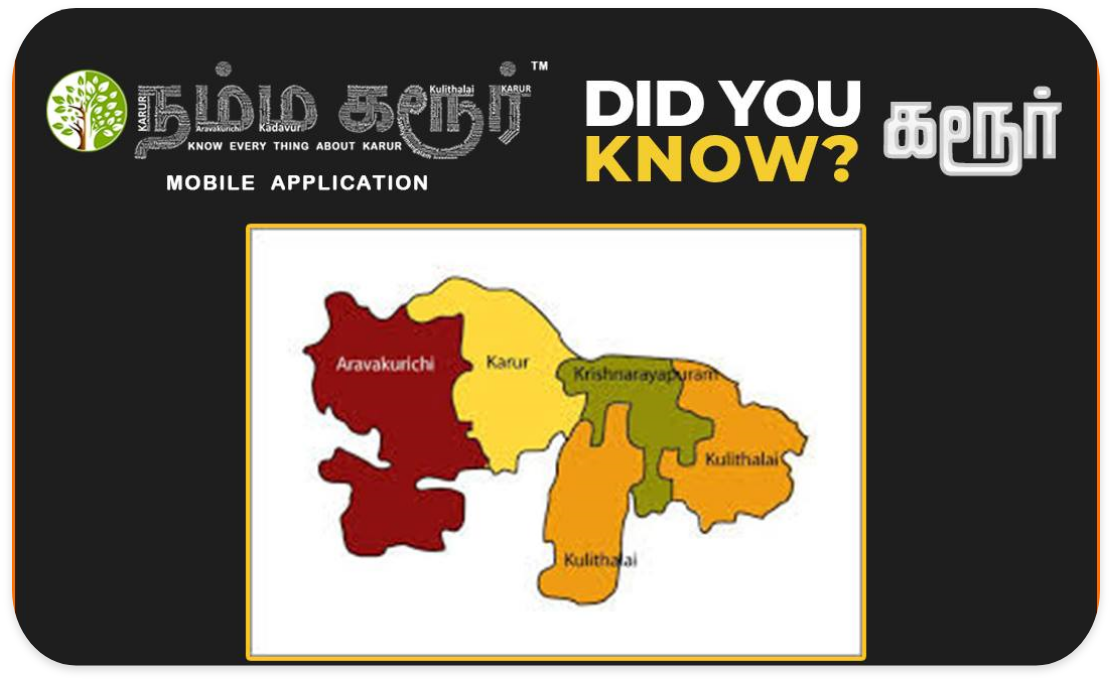 நம்ம கரூர் ™
KARUR
Aravakurichi
Kadavur
Kulithalai
KARUR
KNOW EVERY THING ABOUT KARUR
MOBILE APPLICATION
DID YOU
KNOW?
கரூர்
Aravakurichi
Karur
Krishnarayapuram
Kulithalai
Kulithalai